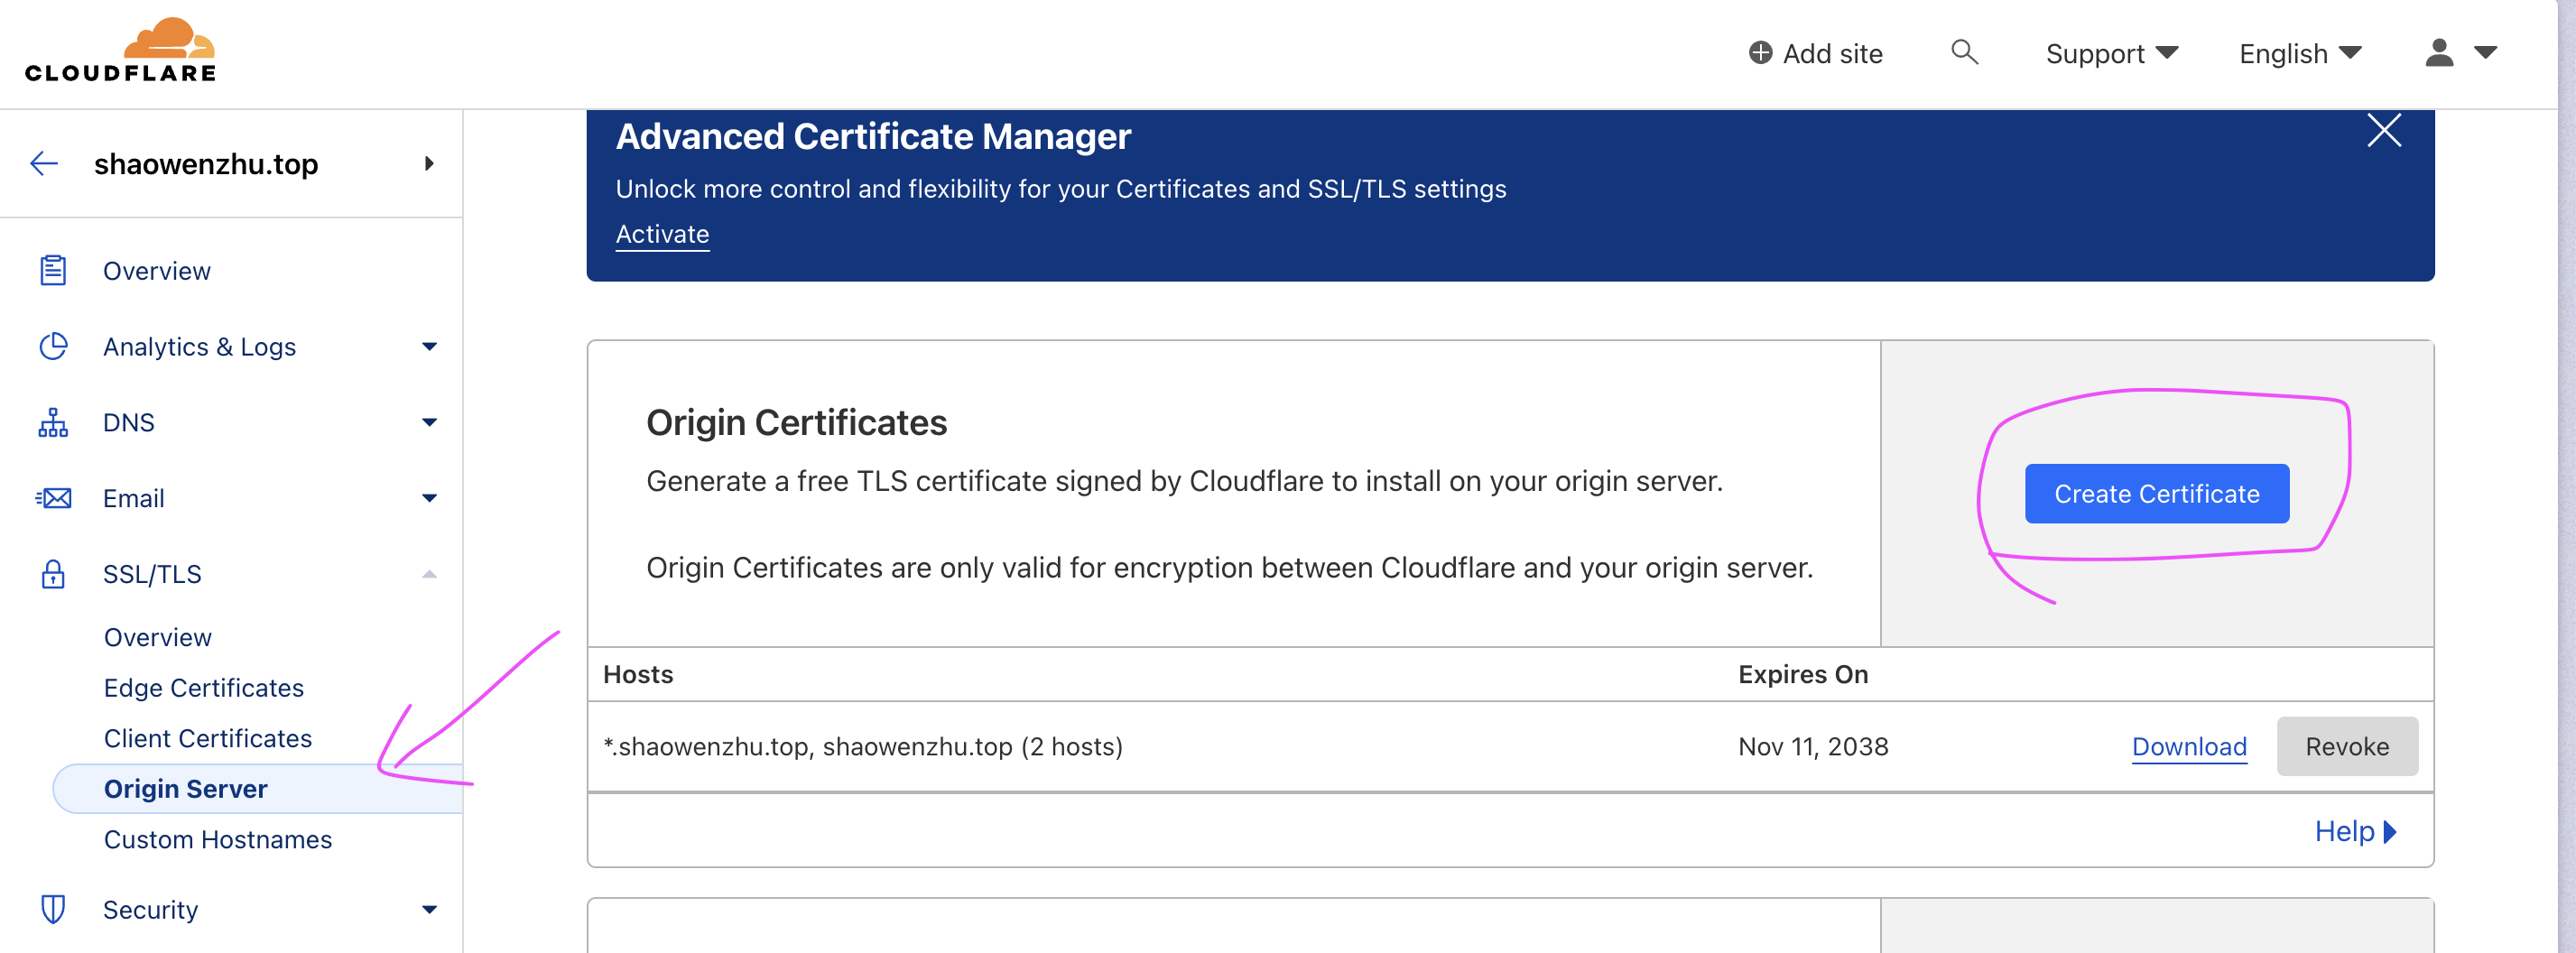 CLOUDFLARE
Add site
Support
English
shaowenzhu.top
Overview
Analytics & Logs
DNS
Email
SSL/TLS
Overview
Edge Certificates
Client Certificates
Origin Server
Custom Hostnames
Security
Advanced Certificate Manager
Unlock more control and flexibility for your Certificates and SSL/TLS settings
Activate
Origin Certificates
Generate a free TLS certificate signed by Cloudflare to install on your origin server.
Origin Certificates are only valid for encryption between Cloudflare and your origin server.
Create Certificate
Hosts Expires On
*.shaowenzhu.top, shaowenzhu.top (2 hosts) Nov 11, 2038 Download Revoke
Help